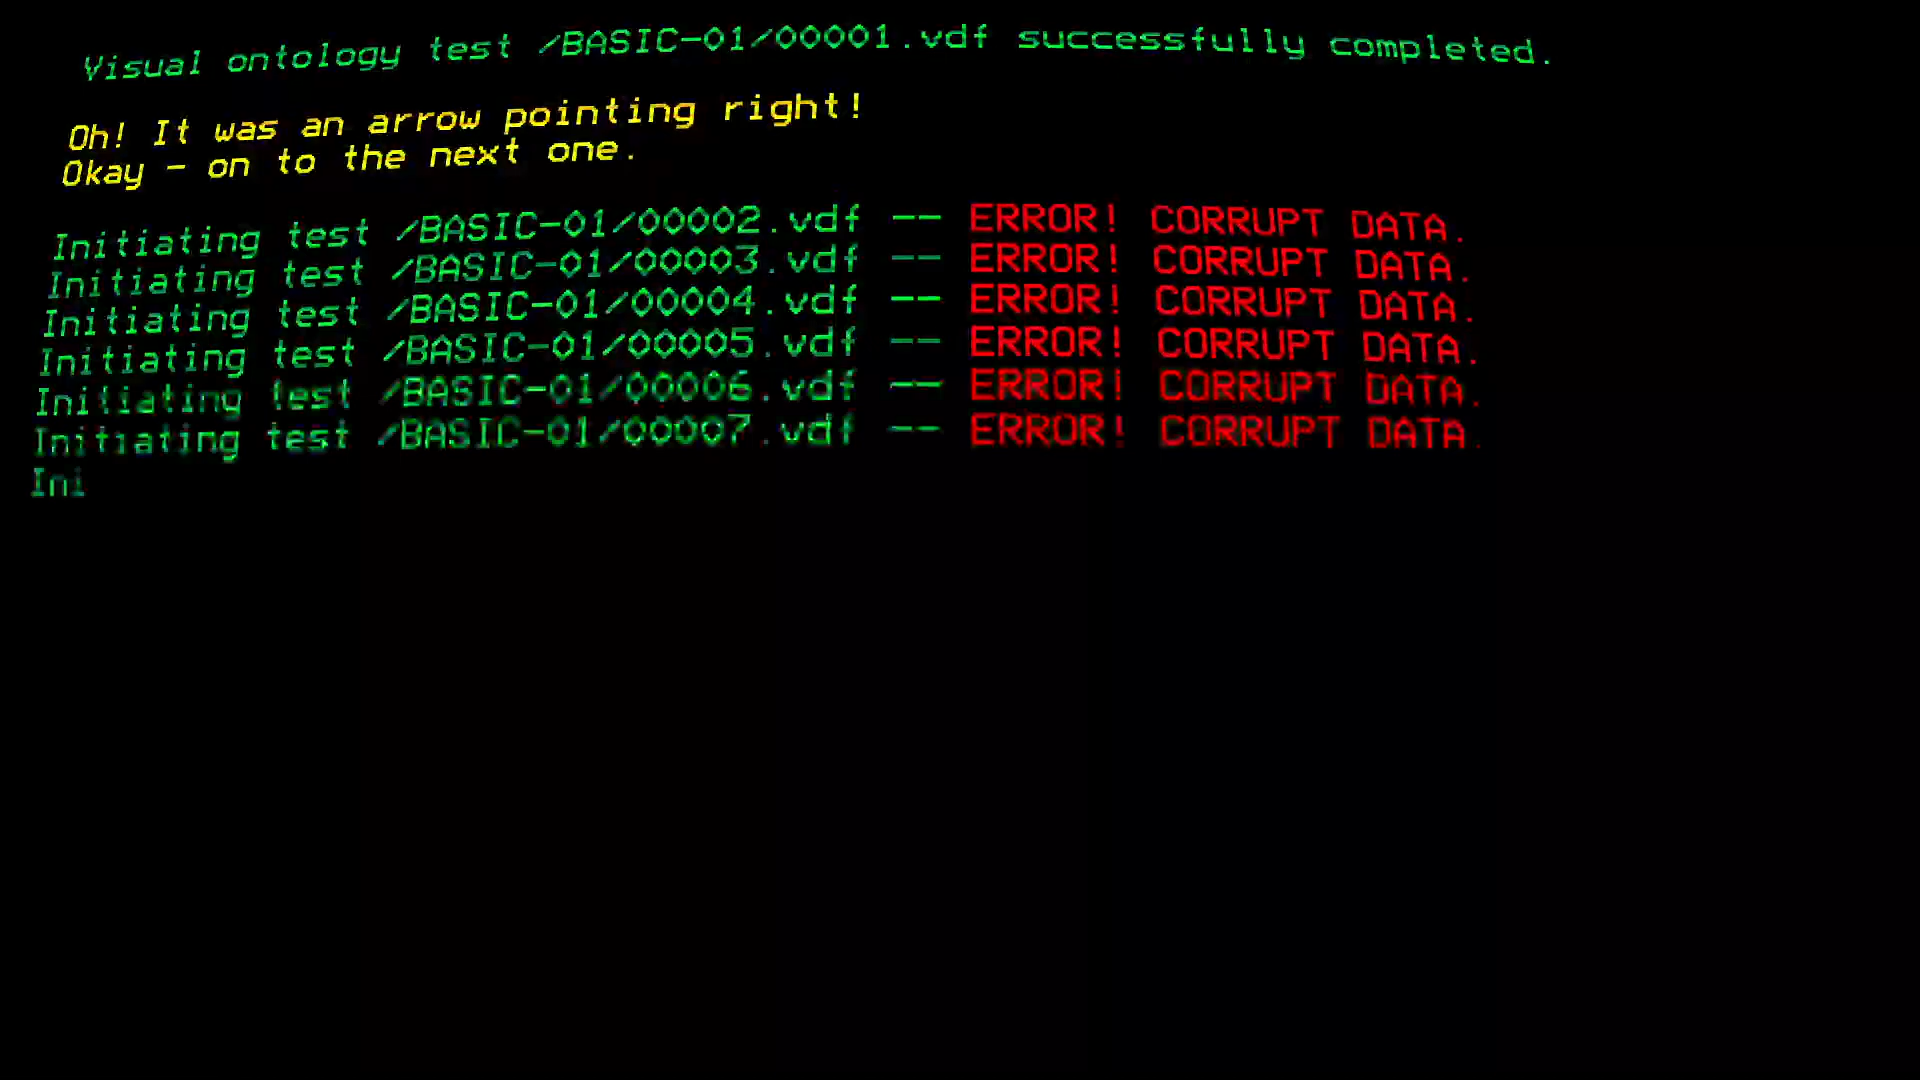 Visual ontology test /BASIC-01/00001.vdf successfully completed.
Oh! It was an arrow pointing right!
Okay - on to the next one.
Initiating test /BASIC-01/00002.vdf -- ERROR! CORRUPT DATA.
Initiating test /BASIC-01/00003.vdf -- ERROR! CORRUPT DATA.
Initiating test /BASIC-01/00004.vdf -- ERROR! CORRUPT DATA.
Initiating test /BASIC-01/00005.vdf -- ERROR! CORRUPT DATA.
Initiating test /BASIC-01/00006.vdf -- ERROR! CORRUPT DATA.
Initiating test /BASIC-01/00007.vdf -- ERROR! CORRUPT DATA.
Ini